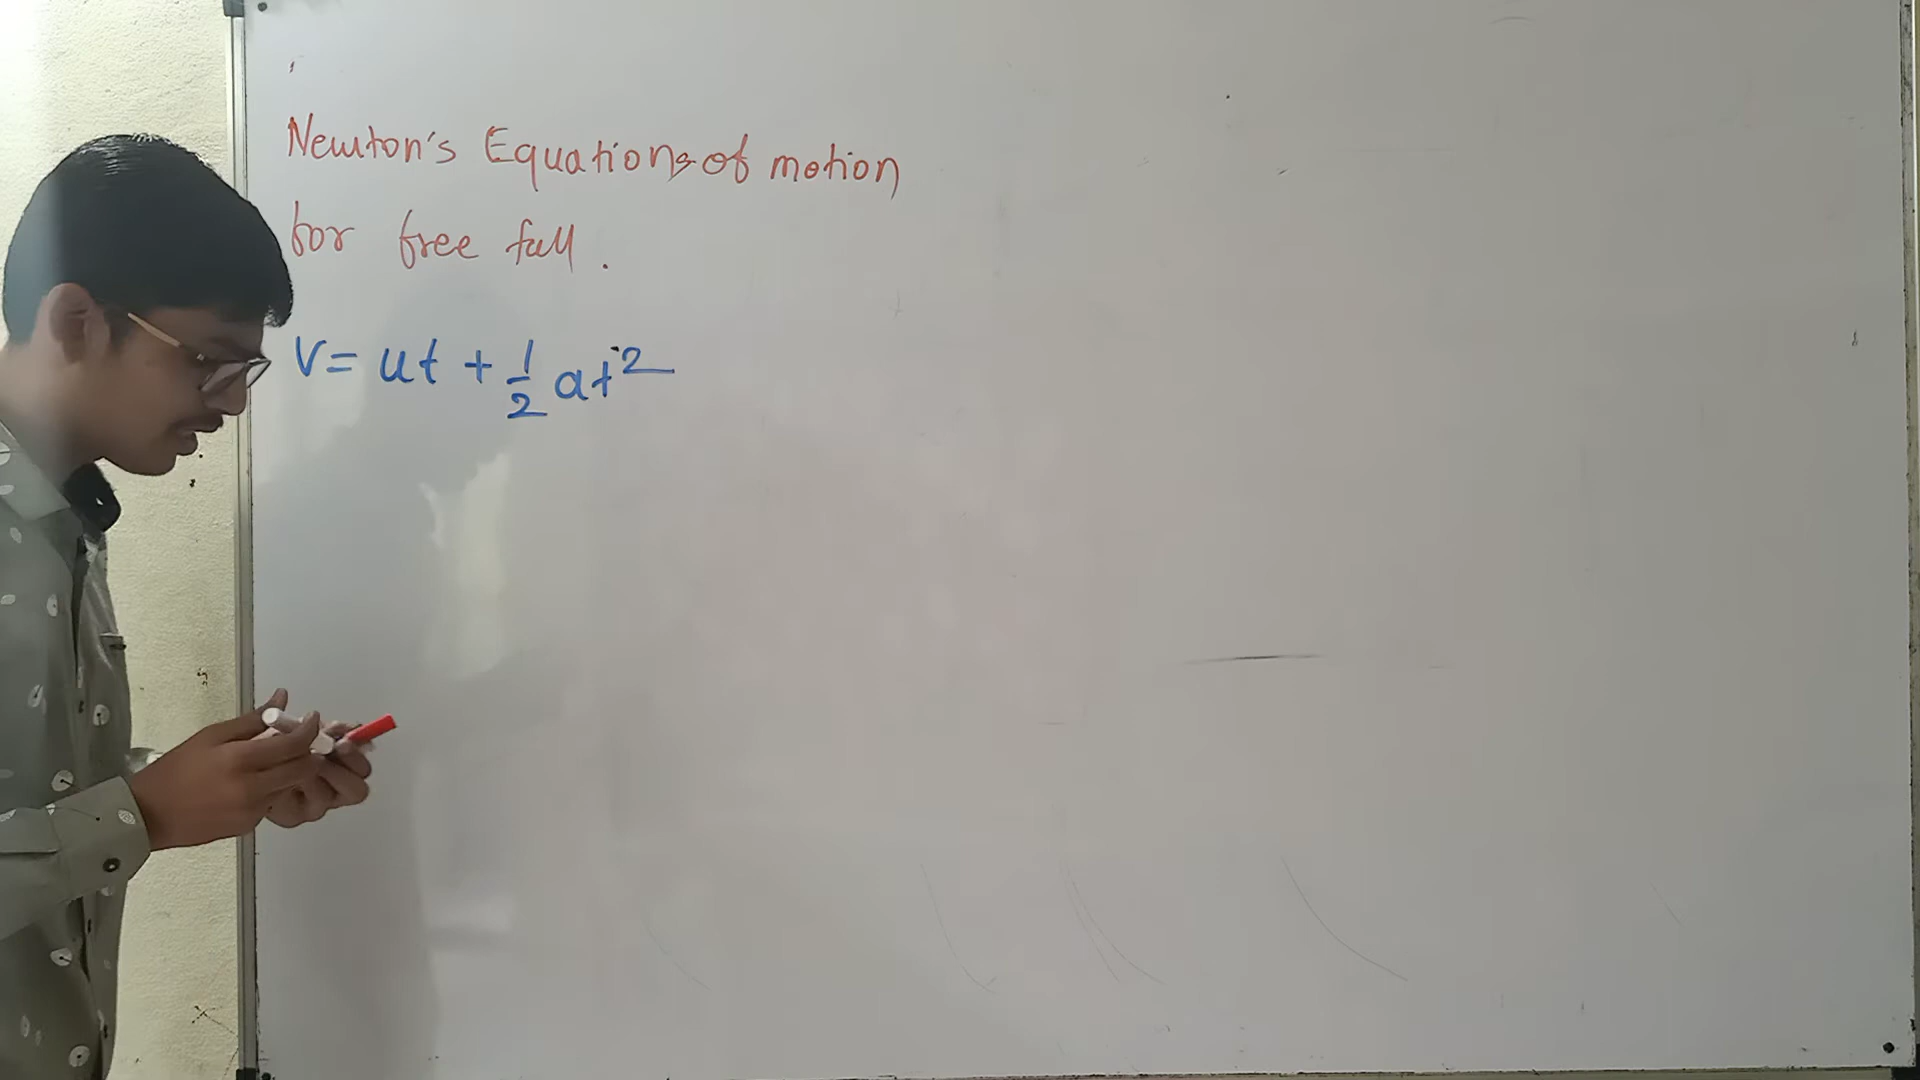 Newton's Equations of motion
for free fall.
V = ut + 1/2 at²